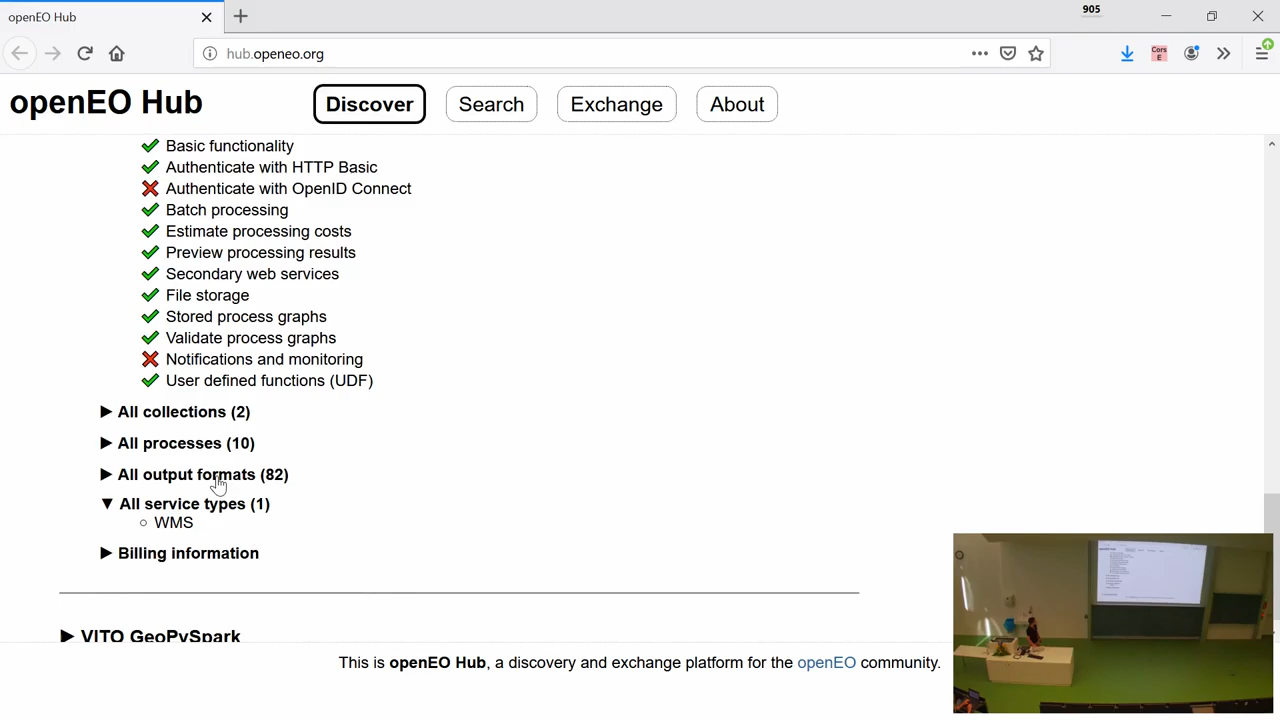 openEO Hub
905
hub.openeo.org
Cors
E
openEO Hub
Discover
Search
Exchange
About
Basic functionality
Authenticate with HTTP Basic
Authenticate with OpenID Connect
Batch processing
Estimate processing costs
Preview processing results
Secondary web services
File storage
Stored process graphs
Validate process graphs
Notifications and monitoring
User defined functions (UDF)
All collections (2)
All processes (10)
All output formats (82)
All service types (1)
WMS
Billing information
VITO GeoPySpark
This is openEO Hub, a discovery and exchange platform for the openEO community.